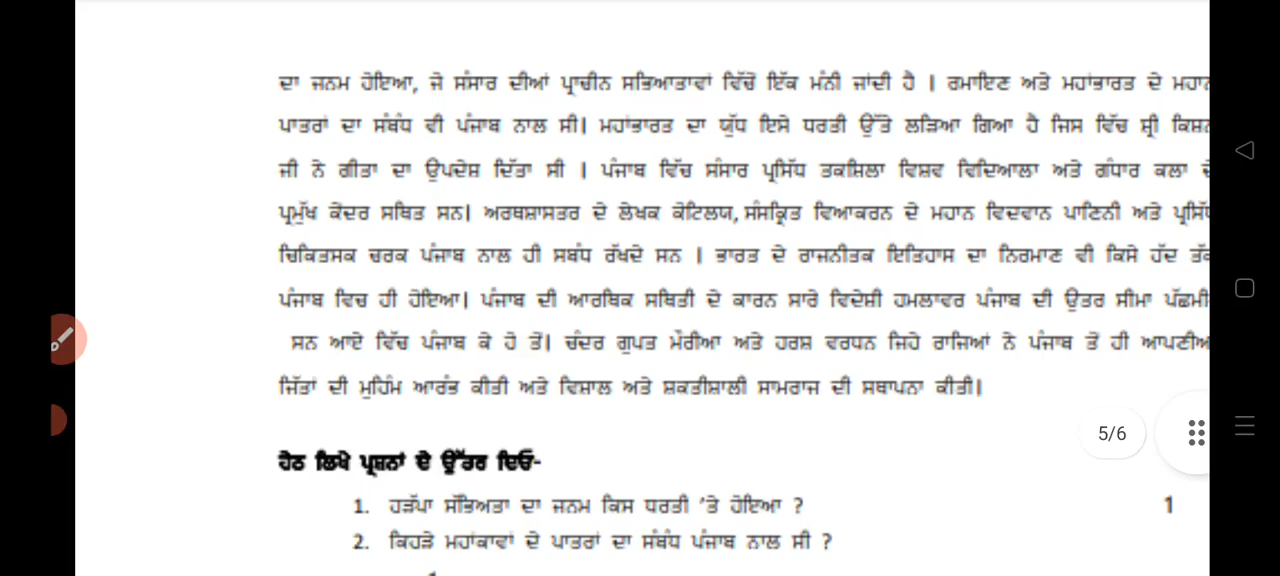 ਦਾ ਜਨਮ ਹੋਇਆ, ਜੋ ਸੰਸਾਰ ਦੀਆਂ ਪ੍ਰਾਚੀਨ ਸਭਿਆਤਾਵਾਂ ਵਿੱਚੋਂ ਇੱਕ ਮੰਨੀ ਜਾਂਦੀ ਹੈ । ਰਮਾਇਣ ਅਤੇ ਮਹਾਂਭਾਰਤ ਦੇ
ਪਾਤਰਾਂ ਦਾ ਸੰਬੰਧ ਵੀ ਪੰਜਾਬ ਨਾਲ ਸੀ। ਮਹਾਂਭਾਰਤ ਦਾ ਯੁੱਧ ਇਸੇ ਧਰਤੀ ਉੱਤੇ ਲੜਿਆ ਗਿਆ ਹੈ ਜਿਸ ਵਿੱਚ ਸ਼੍ਰੀ
ਜੀ ਨੇ ਗੀਤਾ ਦਾ ਉਪਦੇਸ਼ ਦਿੱਤਾ ਸੀ । ਪੰਜਾਬ ਵਿੱਚ ਸੰਸਾਰ ਪ੍ਰਸਿੱਧ ਤਕਸ਼ਿਲਾ ਵਿਸ਼ਵ ਵਿਦਿਆਲਾ ਅਤੇ ਗੰਧਾਰ ਕਲਾ
ਪ੍ਰਮੁੱਖ ਕੇਂਦਰ ਸਥਿਤ ਸਨ। ਅਰਥਸ਼ਾਸਤਰ ਦੇ ਲੇਖਕ ਕੋਟਿਲਯ, ਸੰਸਕ੍ਰਿਤ ਵਿਆਕਰਨ ਦੇ ਮਹਾਨ ਵਿਦਵਾਨ ਪਾਣਿਨੀ ਅਤੇ
ਚਿਕਿਤਸਕ ਚਰਕ ਪੰਜਾਬ ਨਾਲ ਹੀ ਸਬੰਧ ਰੱਖਦੇ ਸਨ । ਭਾਰਤ ਦੇ ਰਾਜਨੀਤਕ ਇਤਿਹਾਸ ਦਾ ਨਿਰਮਾਣ ਵੀ ਕਿਸੇ ਹੱਦ
ਪੰਜਾਬ ਵਿਚ ਹੀ ਹੋਇਆ। ਪੰਜਾਬ ਦੀ ਆਰਥਿਕ ਸਥਿਤੀ ਦੇ ਕਾਰਨ ਸਾਰੇ ਵਿਦੇਸ਼ੀ ਹਮਲਾਵਰ ਪੰਜਾਬ ਦੀ ਉਤਰ ਸੀਮਾ ਪੱਛਮੀ
ਸਨ ਆਏ ਵਿੱਚ ਪੰਜਾਬ ਕੇ ਹੋ ਤੋਂ। ਚੰਦਰ ਗੁਪਤ ਮੌਰੀਆ ਅਤੇ ਹਰਸ਼ ਵਰਧਨ ਜਿਹੇ ਰਾਜਿਆਂ ਨੇ ਪੰਜਾਬ ਤੋਂ ਹੀ
ਜਿੱਤਾਂ ਦੀ ਮੁਹਿੰਮ ਆਰੰਭ ਕੀਤੀ ਅਤੇ ਵਿਸ਼ਾਲ ਅਤੇ ਸ਼ਕਤੀਸ਼ਾਲੀ ਸਾਮਰਾਜ ਦੀ ਸਥਾਪਨਾ ਕੀਤੀ।
5/6
ਹੇਠ ਲਿਖੇ ਪ੍ਰਸ਼ਨਾਂ ਦੇ ਉੱਤਰ ਦਿਓ-
1. ਹੜੱਪਾ ਸੱਭਿਅਤਾ ਦਾ ਜਨਮ ਕਿਸ ਧਰਤੀ 'ਤੇ ਹੋਇਆ ? 1
2. ਕਿਹੜੇ ਮਹਾਂਕਾਵਾਂ ਦੇ ਪਾਤਰਾਂ ਦਾ ਸੰਬੰਧ ਪੰਜਾਬ ਨਾਲ ਸੀ ?